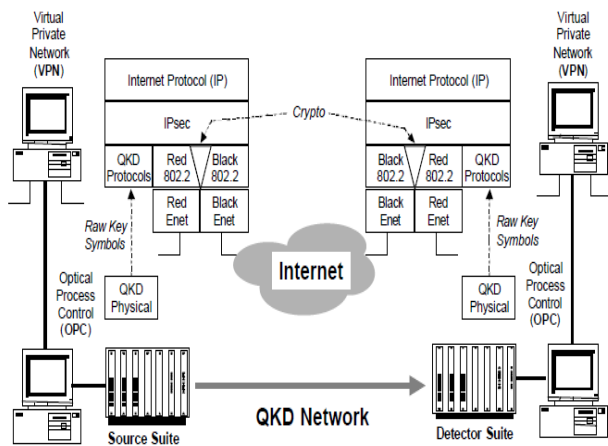 Virtual
Private
Network
(VPN)
Internet Protocol (IP)
IPsec
QKD
Protocols
Red
802.2
Black
802.2
Red
Enet
Black
Enet
Raw Key
Symbols
QKD
Physical
Optical
Process
Control
(OPC)
Crypto
Internet
Internet Protocol (IP)
IPsec
Black
802.2
Red
802.2
QKD
Protocols
Black
Enet
Red
Enet
Raw Key
Symbols
QKD
Physical
Virtual
Private
Network
(VPN)
Optical
Process
Control
(OPC)
Source Suite
QKD Network
Detector Suite